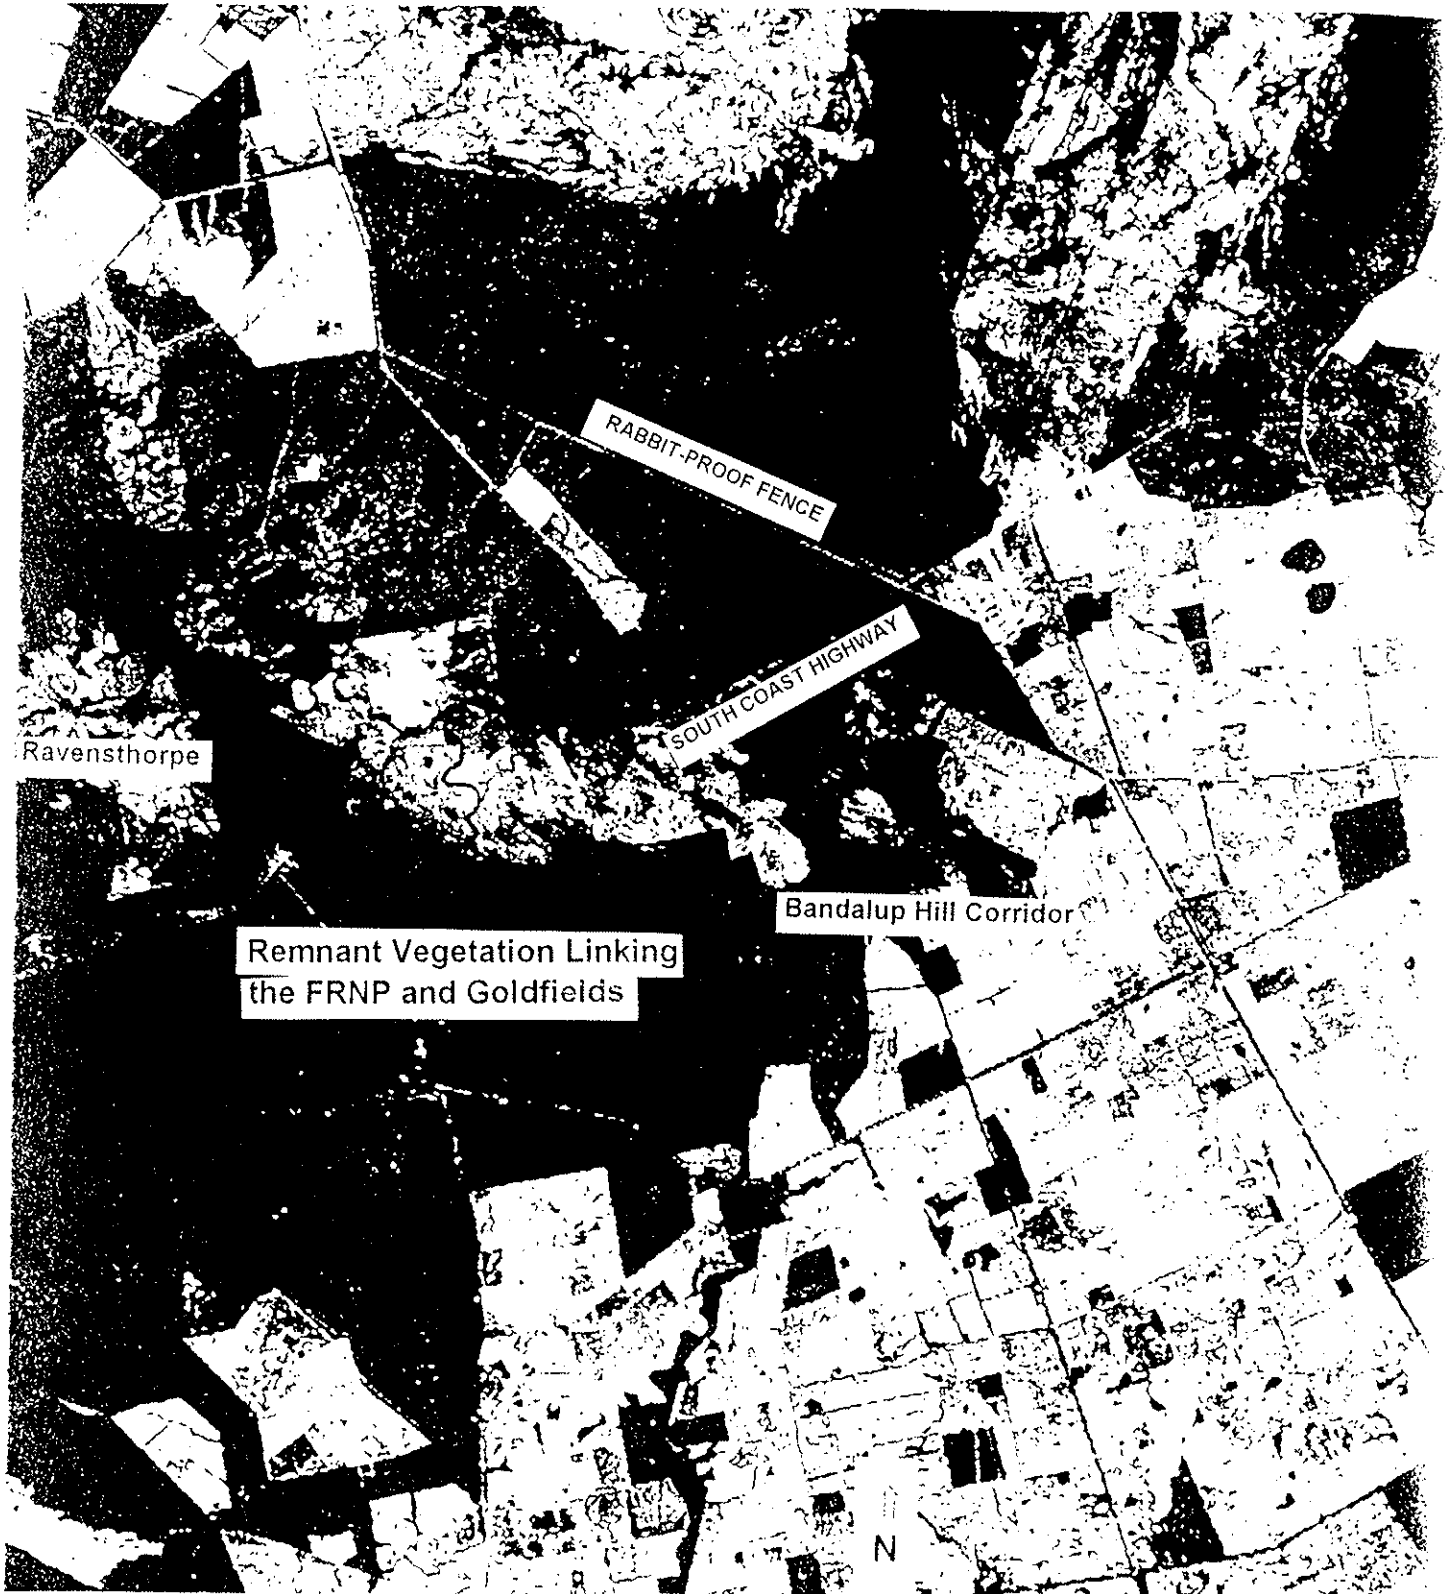 RABBIT-PROOF FENCE
SOUTH COAST HIGHWAY
Ravensthorpe
Bandalup Hill Corridor
Remnant Vegetation Linking
the FRNP and Goldfields
N